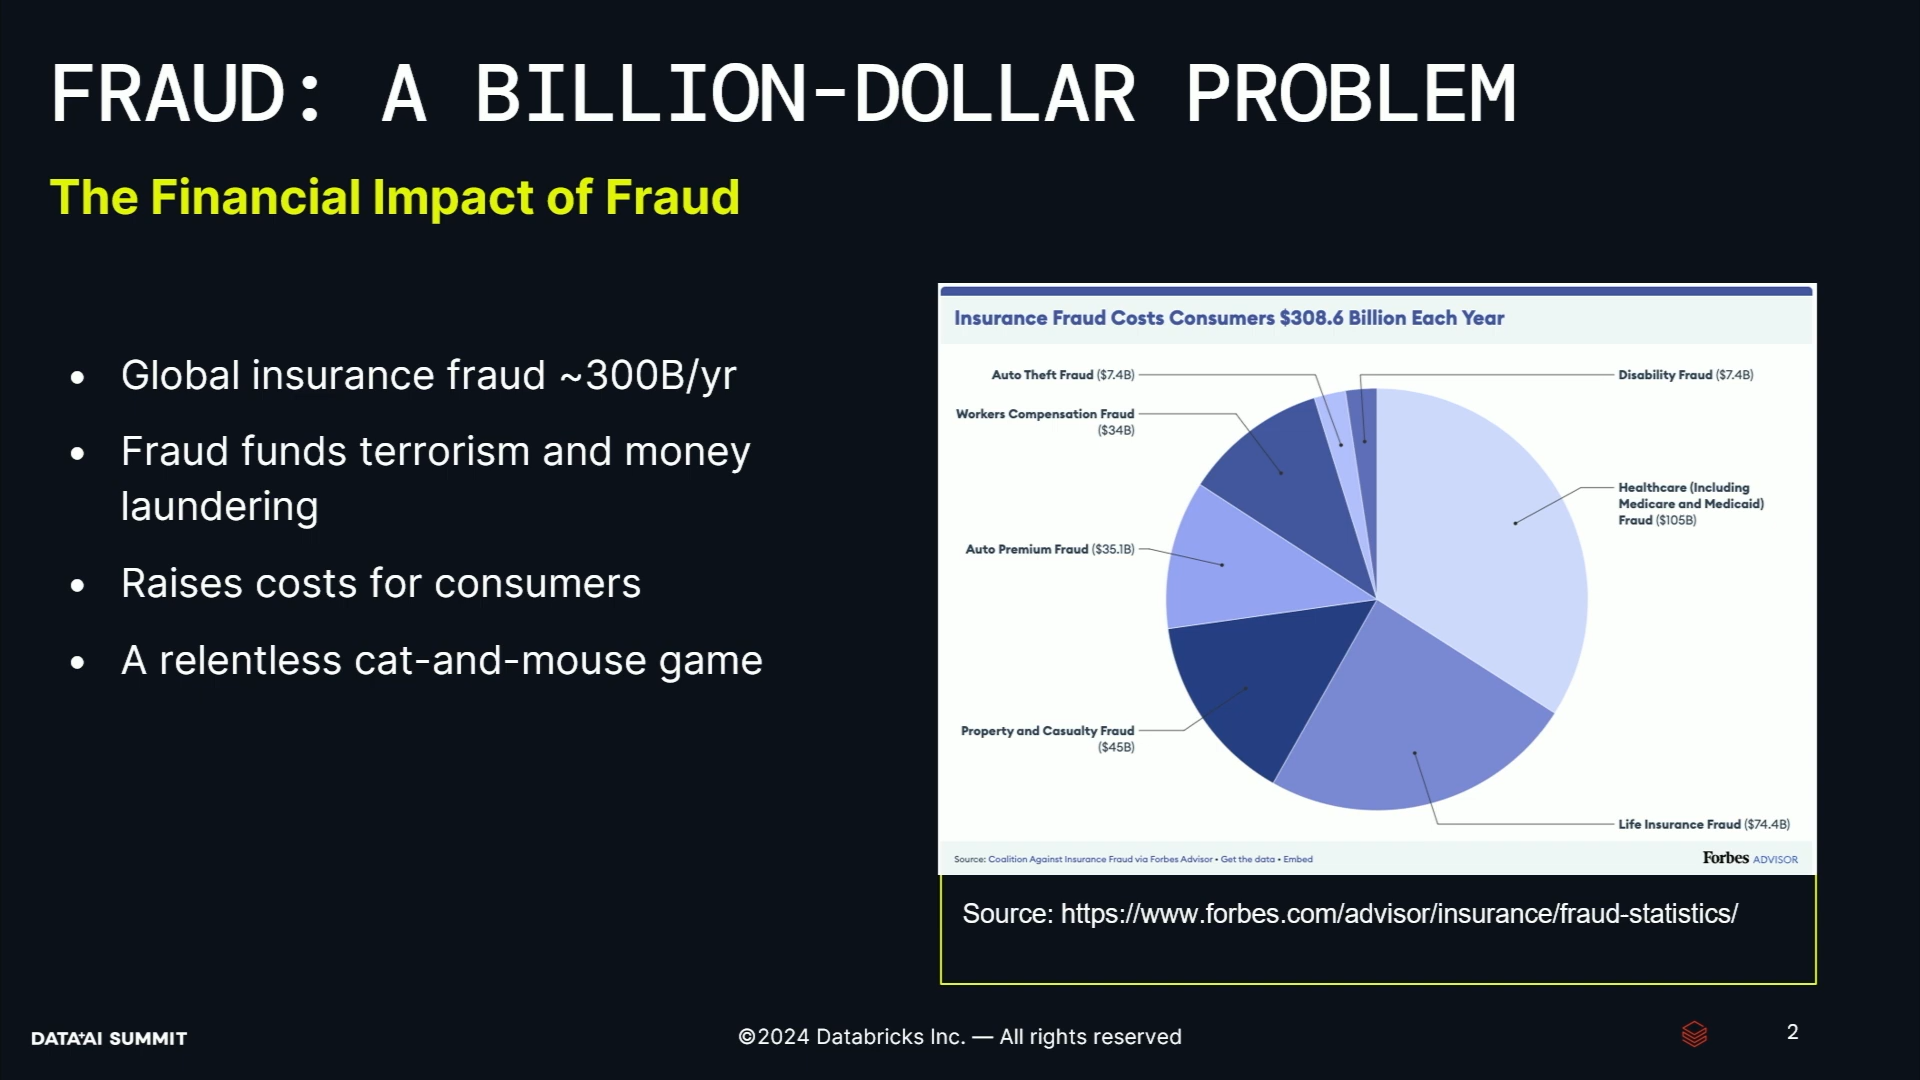 FRAUD: A BILLION-DOLLAR PROBLEM
The Financial Impact of Fraud
• Global insurance fraud ~300B/yr
• Fraud funds terrorism and money
laundering
• Raises costs for consumers
• A relentless cat-and-mouse game
Insurance Fraud Costs Consumers $308.6 Billion Each Year
Auto Theft Fraud ($7.4B)
Disability Fraud ($7.4B)
Workers Compensation Fraud
($34B)
Healthcare (Including
Medicare and Medicaid)
Fraud ($105B)
Auto Premium Fraud ($35.1B)
Property and Casualty Fraud
($45B)
Life Insurance Fraud ($74.4B)
Source: Coalition Against Insurance Fraud via Forbes Advisor • Get the data • Embed
Forbes ADVISOR
Source: https://www.forbes.com/advisor/insurance/fraud-statistics/
DATA+AI SUMMIT
©2024 Databricks Inc. — All rights reserved
2